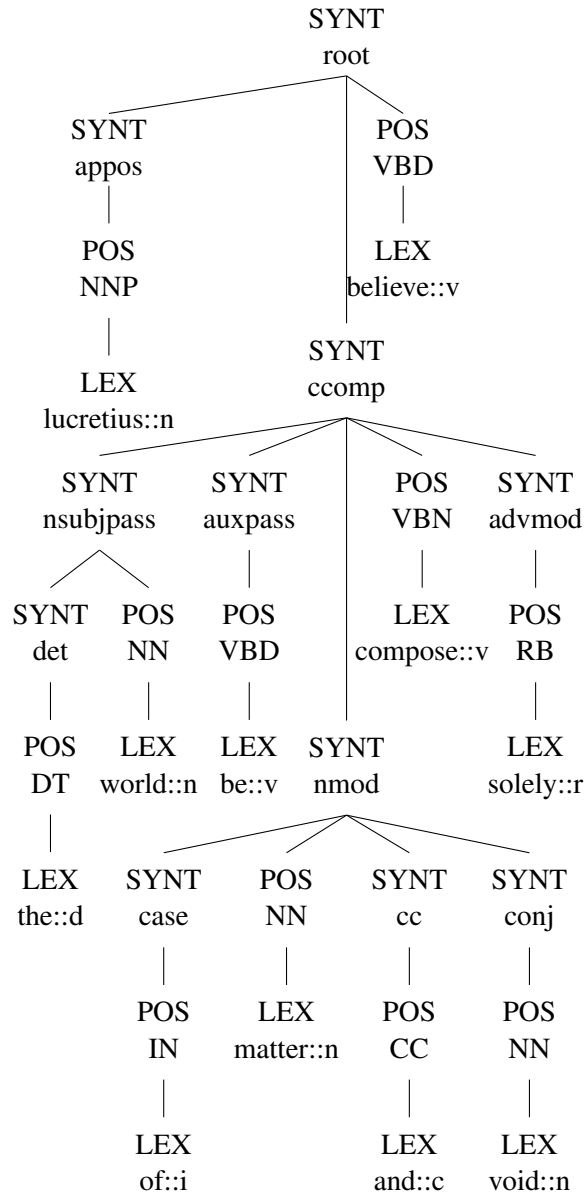 SYNT
root
SYNT POS
appos VBD
POS LEX
NNP believe::v
SYNT
ccomp
LEX
lucretius::n
SYNT SYNT POS SYNT
nsubjpass auxpass VBN advmod
SYNT POS POS LEX POS
det NN VBD compose::v RB
POS LEX LEX SYNT LEX
DT world::n be::v nmod solely::r
LEX SYNT POS SYNT SYNT
the::d case NN cc conj
POS LEX POS POS
IN matter::n CC NN
LEX LEX LEX
of::i and::c void::n